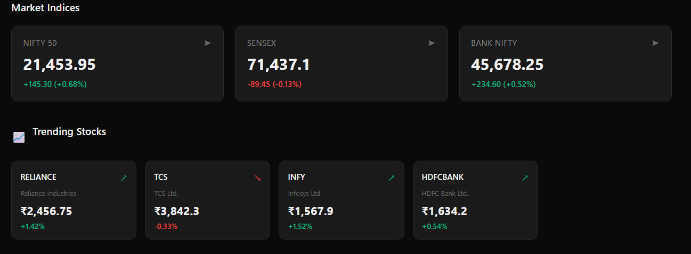 Market Indices
NIFTY 50
21,453.95
+145.30 (+0.68%)
SENSEX
71,437.1
-89.45 (-0.13%)
BANK NIFTY
45,678.25
+234.60 (+0.52%)
Trending Stocks
RELIANCE
Reliance Industries
₹2,456.75
+1.42%
TCS
TCS Ltd.
₹3,842.3
-0.33%
INFY
Infosys Ltd.
₹1,567.9
+1.52%
HDFCBANK
HDFC Bank Ltd.
₹1,634.2
+0.54%